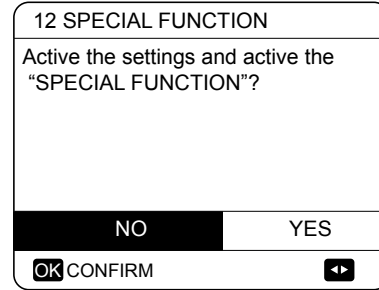 12 SPECIAL FUNCTION
Active the settings and active the
“SPECIAL FUNCTION”?
NO YES
OK CONFIRM